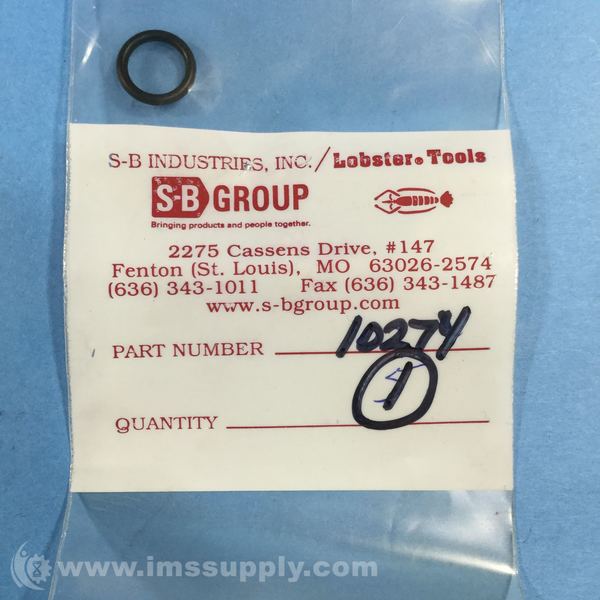 S-B INDUSTRIES, INC. / Lobster® Tools
S-B GROUP
Bringing products and people together.
2275 Cassens Drive, #147
Fenton (St. Louis), MO 63026-2574
(636) 343-1011 Fax (636) 343-1487
www.s-bgroup.com
PART NUMBER 10274
1
QUANTITY
www.imssupply.com